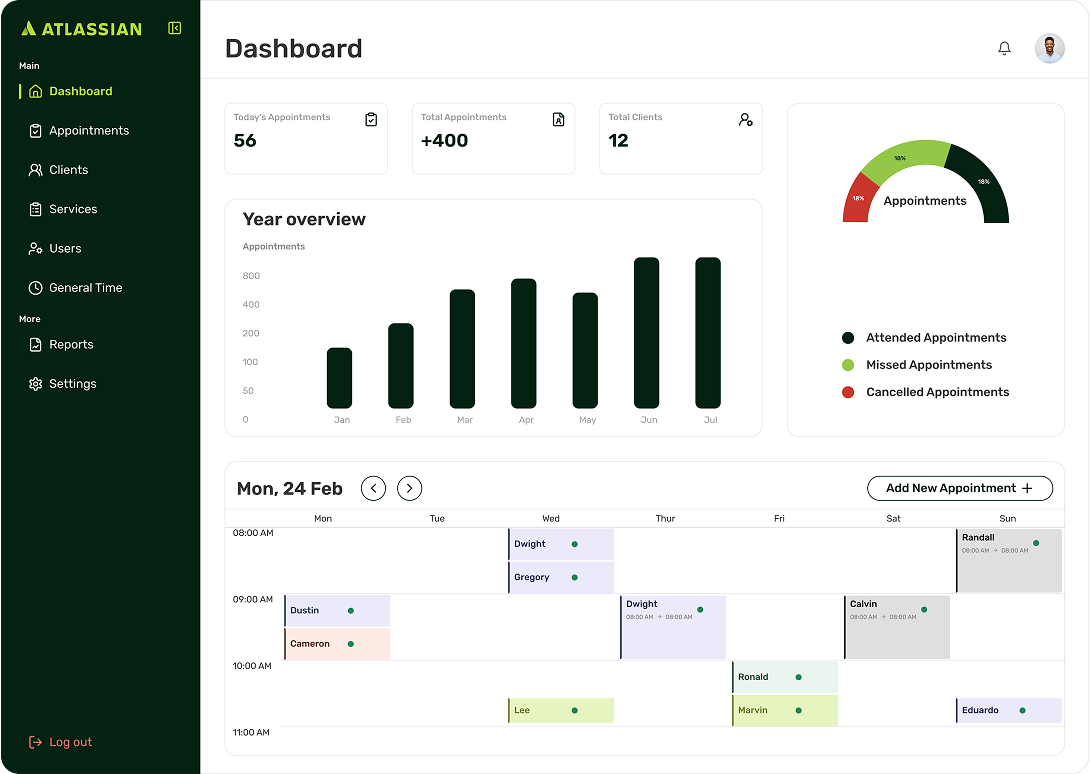 ATLASSIAN
Main
Dashboard
Appointments
Clients
Services
Users
General Time
More
Reports
Settings
Log out
Dashboard
Today's Appointments
56
Total Appointments
+400
Total Clients
12
Year overview
Appointments
800
400
200
100
50
0
Jan Feb Mar Apr May Jun Jul
18%
18%
18%
Appointments
Attended Appointments
Missed Appointments
Cancelled Appointments
Mon, 24 Feb
Add New Appointment +
Mon Tue Wed Thur Fri Sat Sun
08:00 AM
Dwight
Gregory
Randall
08:00 AM → 08:00 AM
09:00 AM
Dustin
Cameron
Dwight
08:00 AM → 08:00 AM
Calvin
08:00 AM → 08:00 AM
10:00 AM
Ronald
Lee
Marvin
Eduardo
11:00 AM